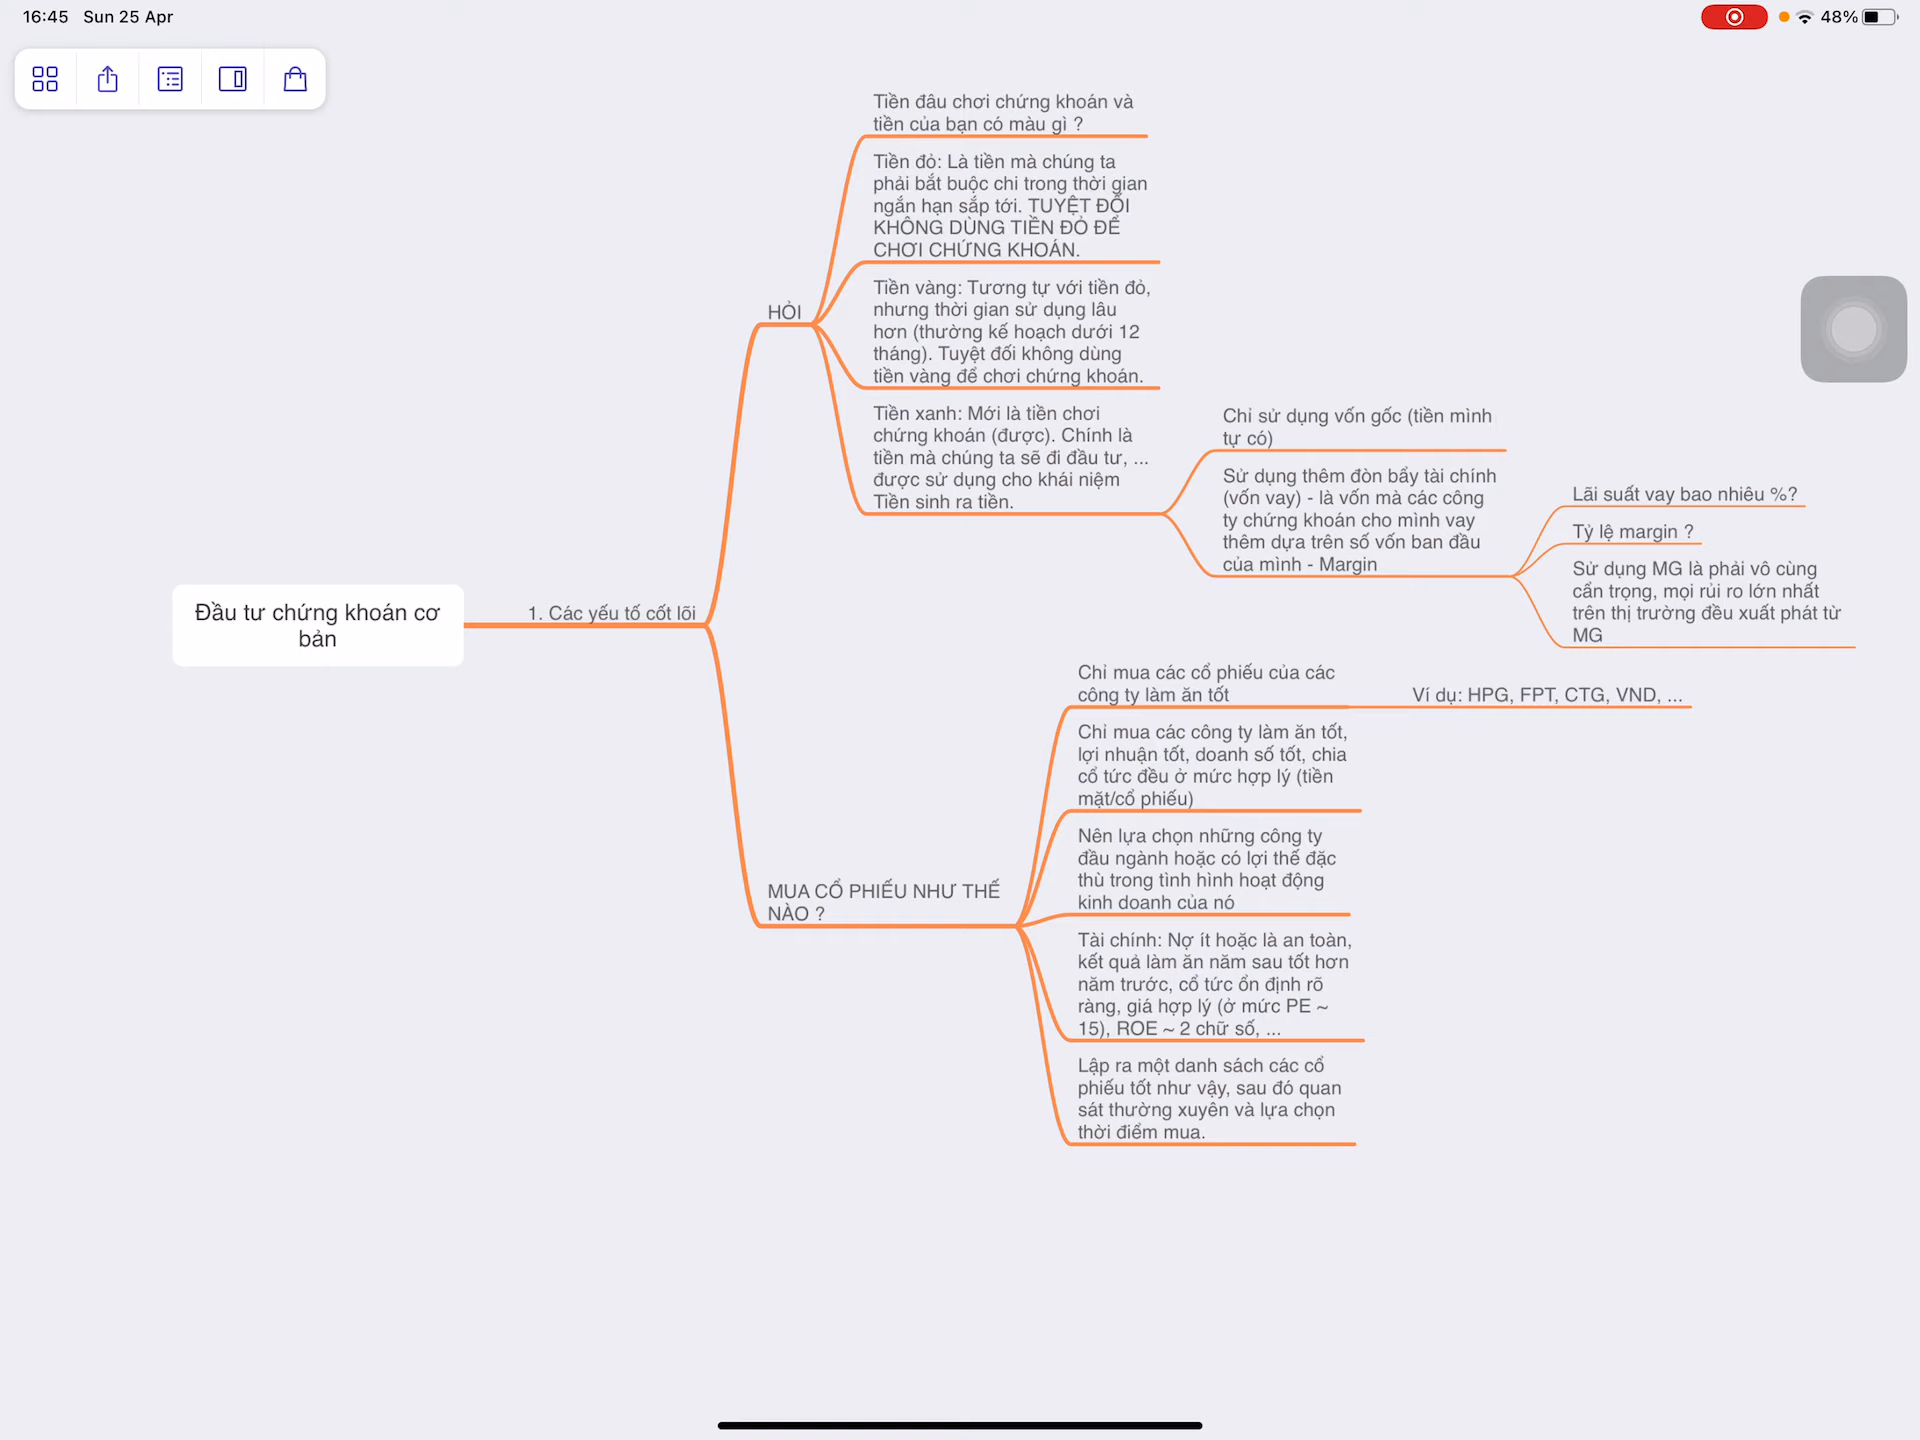 16:45 Sun 25 Apr
48%
Tiền đâu chơi chứng khoán và
tiền của bạn có màu gì ?
Tiền đỏ: Là tiền mà chúng ta
phải bắt buộc chi trong thời gian
ngắn hạn sắp tới. TUYỆT ĐỐI
KHÔNG DÙNG TIỀN ĐỎ ĐỂ
CHƠI CHỨNG KHOÁN.
HỎI
Tiền vàng: Tương tự với tiền đỏ,
nhưng thời gian sử dụng lâu
hơn (thường kế hoạch dưới 12
tháng). Tuyệt đối không dùng
tiền vàng để chơi chứng khoán.
Tiền xanh: Mới là tiền chơi
chứng khoán (được). Chính là
tiền mà chúng ta sẽ đi đầu tư, ...
được sử dụng cho khái niệm
Tiền sinh ra tiền.
Chỉ sử dụng vốn gốc (tiền mình
tự có)
Sử dụng thêm đòn bẩy tài chính
(vốn vay) - là vốn mà các công
ty chứng khoán cho mình vay
thêm dựa trên số vốn ban đầu
của mình - Margin
Lãi suất vay bao nhiêu %?
Tỷ lệ margin ?
Sử dụng MG là phải vô cùng
cẩn trọng, mọi rủi ro lớn nhất
trên thị trường đều xuất phát từ
MG
Đầu tư chứng khoán cơ
bản
1. Các yếu tố cốt lõi
Chỉ mua các cổ phiếu của các
công ty làm ăn tốt
Ví dụ: HPG, FPT, CTG, VND, ...
Chỉ mua các công ty làm ăn tốt,
lợi nhuận tốt, doanh số tốt, chia
cổ tức đều ở mức hợp lý (tiền
mặt/cổ phiếu)
MUA CỔ PHIẾU NHƯ THẾ
NÀO ?
Nên lựa chọn những công ty
đầu ngành hoặc có lợi thế đặc
thù trong tình hình hoạt động
kinh doanh của nó
Tài chính: Nợ ít hoặc là an toàn,
kết quả làm ăn năm sau tốt hơn
năm trước, cổ tức ổn định rõ
ràng, giá hợp lý (ở mức PE ~
15), ROE ~ 2 chữ số, ...
Lập ra một danh sách các cổ
phiếu tốt như vậy, sau đó quan
sát thường xuyên và lựa chọn
thời điểm mua.